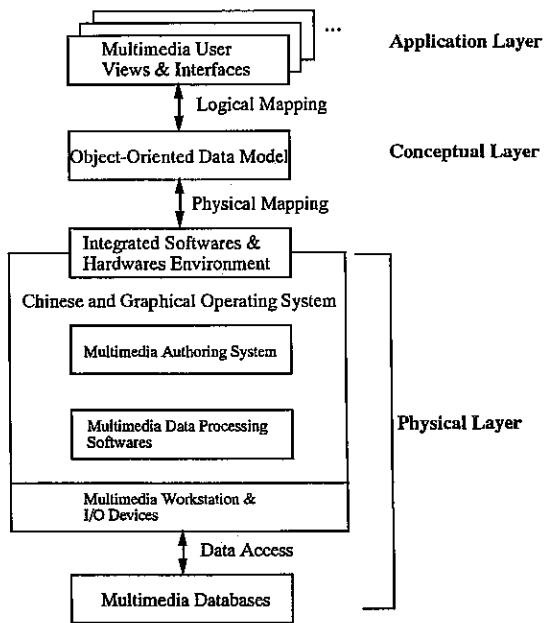 ...
Multimedia User
Views & Interfaces
Application Layer
Logical Mapping
Object-Oriented Data Model
Conceptual Layer
Physical Mapping
Integrated Softwares &
Hardwares Environment
Chinese and Graphical Operating System
Multimedia Authoring System
Multimedia Data Processing
Softwares
Physical Layer
Multimedia Workstation &
I/O Devices
Data Access
Multimedia Databases